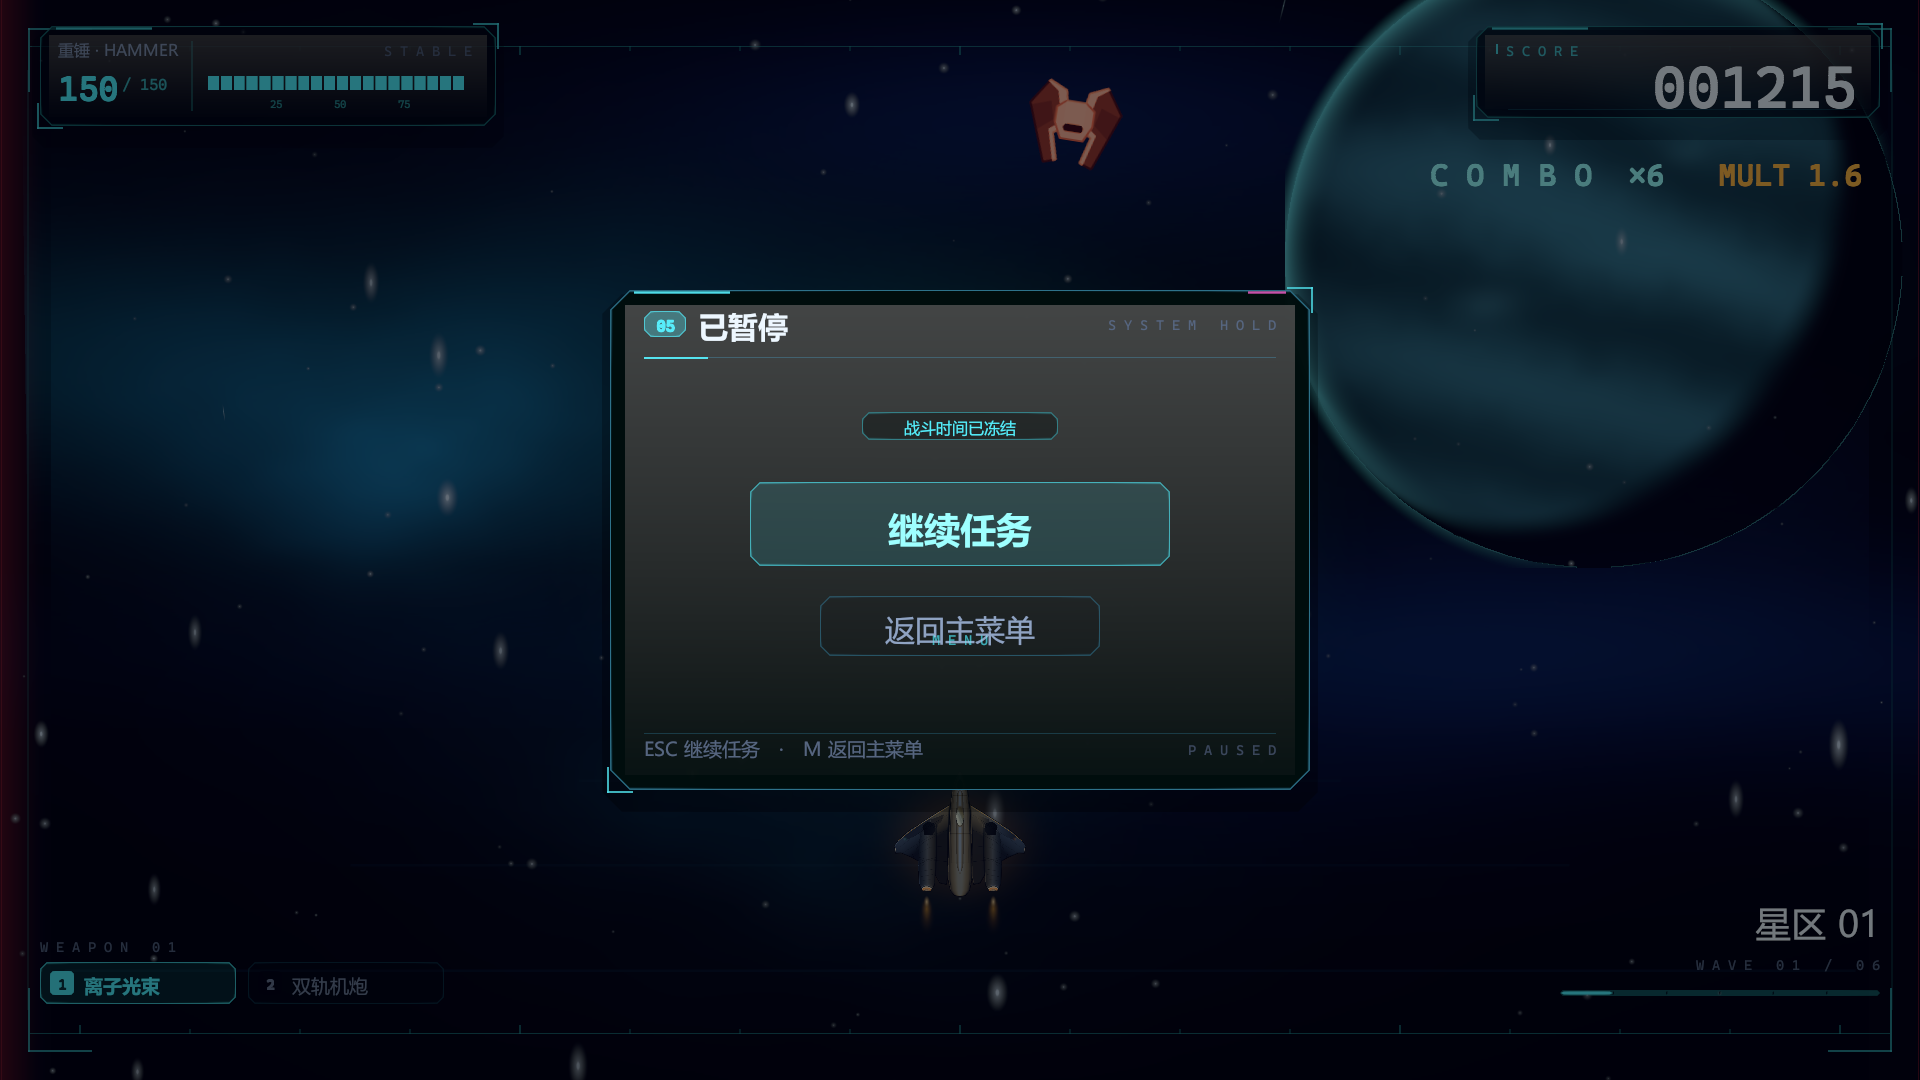 重锤 · HAMMER
STABLE
150 / 150
25 50 75
SCORE
001215
COMBO ×6 MULT 1.6
05 已暂停
SYSTEM HOLD
战斗时间已冻结
继续任务
返回主菜单
MENU
ESC 继续任务 · M 返回主菜单
PAUSED
WEAPON 01
1 离子光束
2 双轨机炮
星区 01
WAVE 01 / 06